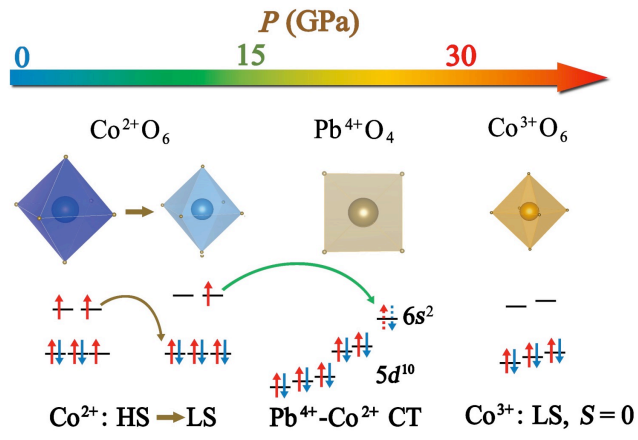 P (GPa)
0 15 30
Co²⁺O₆ Pb⁴⁺O₄ Co³⁺O₆
6s²
5d¹⁰
Co²⁺: HS → LS Pb⁴⁺-Co²⁺ CT Co³⁺: LS, S = 0